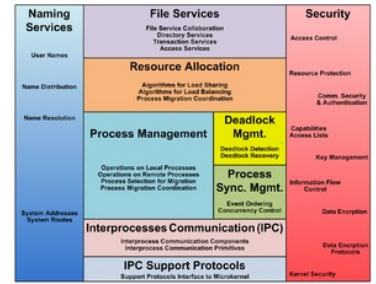 Naming
Services
User Names
Name Distribution
Name Resolution
System Addresses
System Routes
File Services
File Service Collaboration
Directory Services
Transaction Services
Access Services
Resource Allocation
Algorithms for Load Sharing
Algorithms for Load Balancing
Process Migration Coordination
Process Management
Operations on Local Processes
Operations on Remote Processes
Process Selection for Migration
Process Migration Coordination
Deadlock
Mgmt.
Deadlock Detection
Deadlock Recovery
Process
Sync. Mgmt.
Event Ordering
Concurrency Control
Interprocesses Communication (IPC)
Interprocess Communication Components
Interprocess Communication Primitives
IPC Support Protocols
Support Protocols Interface to Microkernel
Security
Access Control
Resource Protection
Comm. Security
& Authentication
Capabilities
Access Lists
Key Management
Information Flow
Control
Data Encrption
Data Encrption
Protocols
Kernel Security